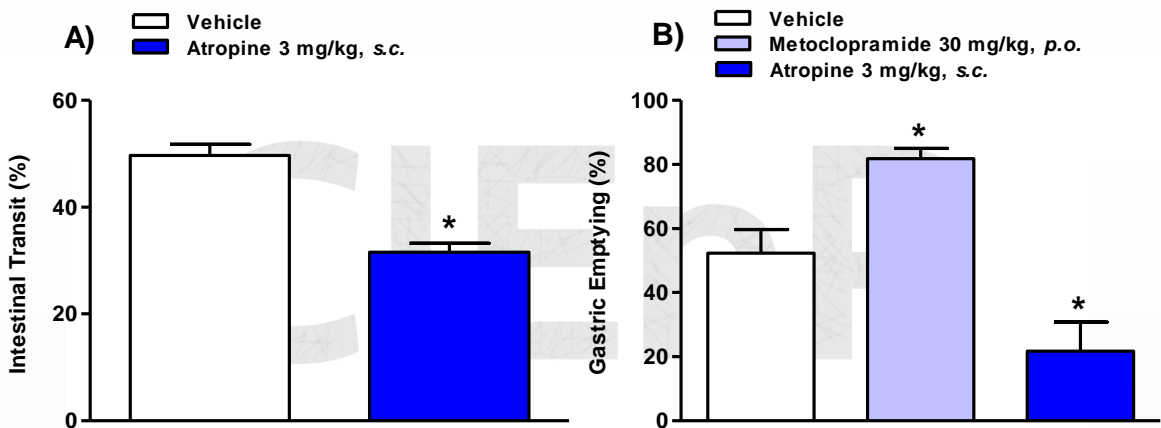 A)
Vehicle
Atropine 3 mg/kg, s.c.
60
40
20
0
Intestinal Transit (%)
*
B)
Vehicle
Metoclopramide 30 mg/kg, p.o.
Atropine 3 mg/kg, s.c.
100
80
60
40
20
0
Gastric Emptying (%)
*
*
CIEnP